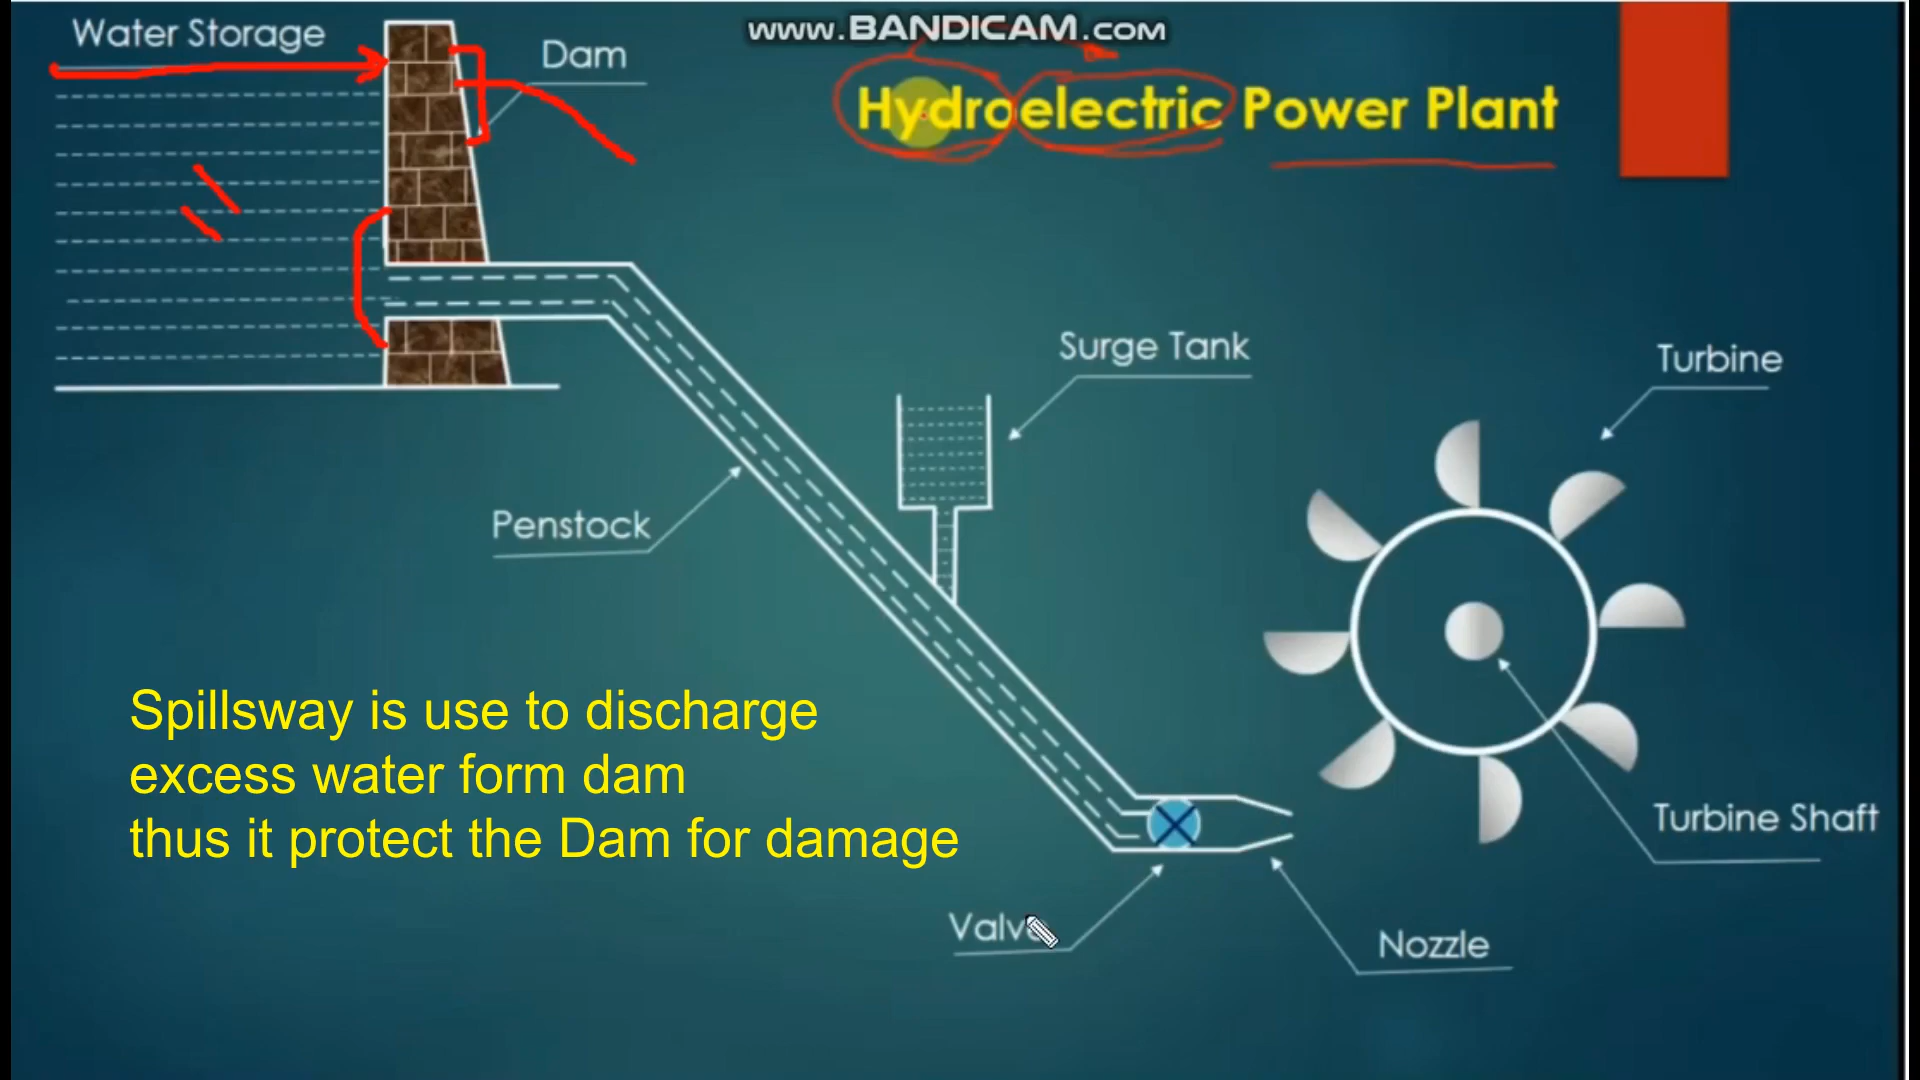 www.BANDICAM.com
Water Storage
Dam
Hydroelectric Power Plant
Surge Tank
Turbine
Penstock
Spillsway is use to discharge
excess water form dam
thus it protect the Dam for damage
Turbine Shaft
Valve
Nozzle